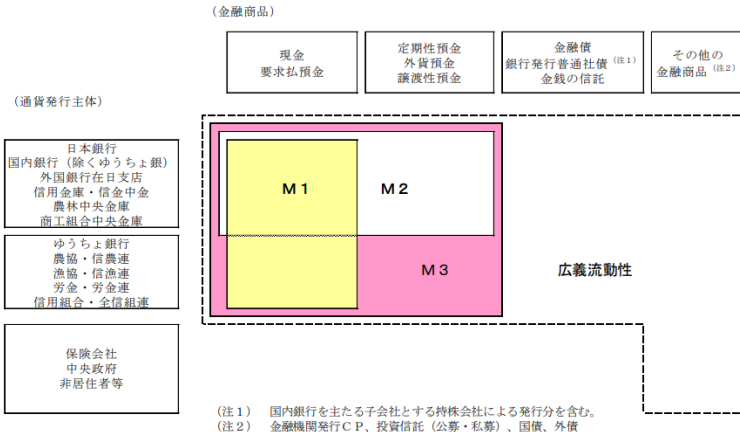 （金融商品）
現金
要求払預金
定期性預金
外貨預金
譲渡性預金
金融債
銀行発行普通社債（注１）
金銭の信託
その他の
金融商品（注２）
（通貨発行主体）
日本銀行
国内銀行（除くゆうちょ銀）
外国銀行在日支店
信用金庫・信金中金
農林中央金庫
商工組合中央金庫
Ｍ１
Ｍ２
ゆうちょ銀行
農協・信農連
漁協・信漁連
労金・労金連
信用組合・全信組連
Ｍ３
広義流動性
保険会社
中央政府
非居住者等
（注１）　国内銀行を主たる子会社とする持株会社による発行分を含む。
（注２）　金融機関発行ＣＰ、投資信託（公募・私募）、国債、外債